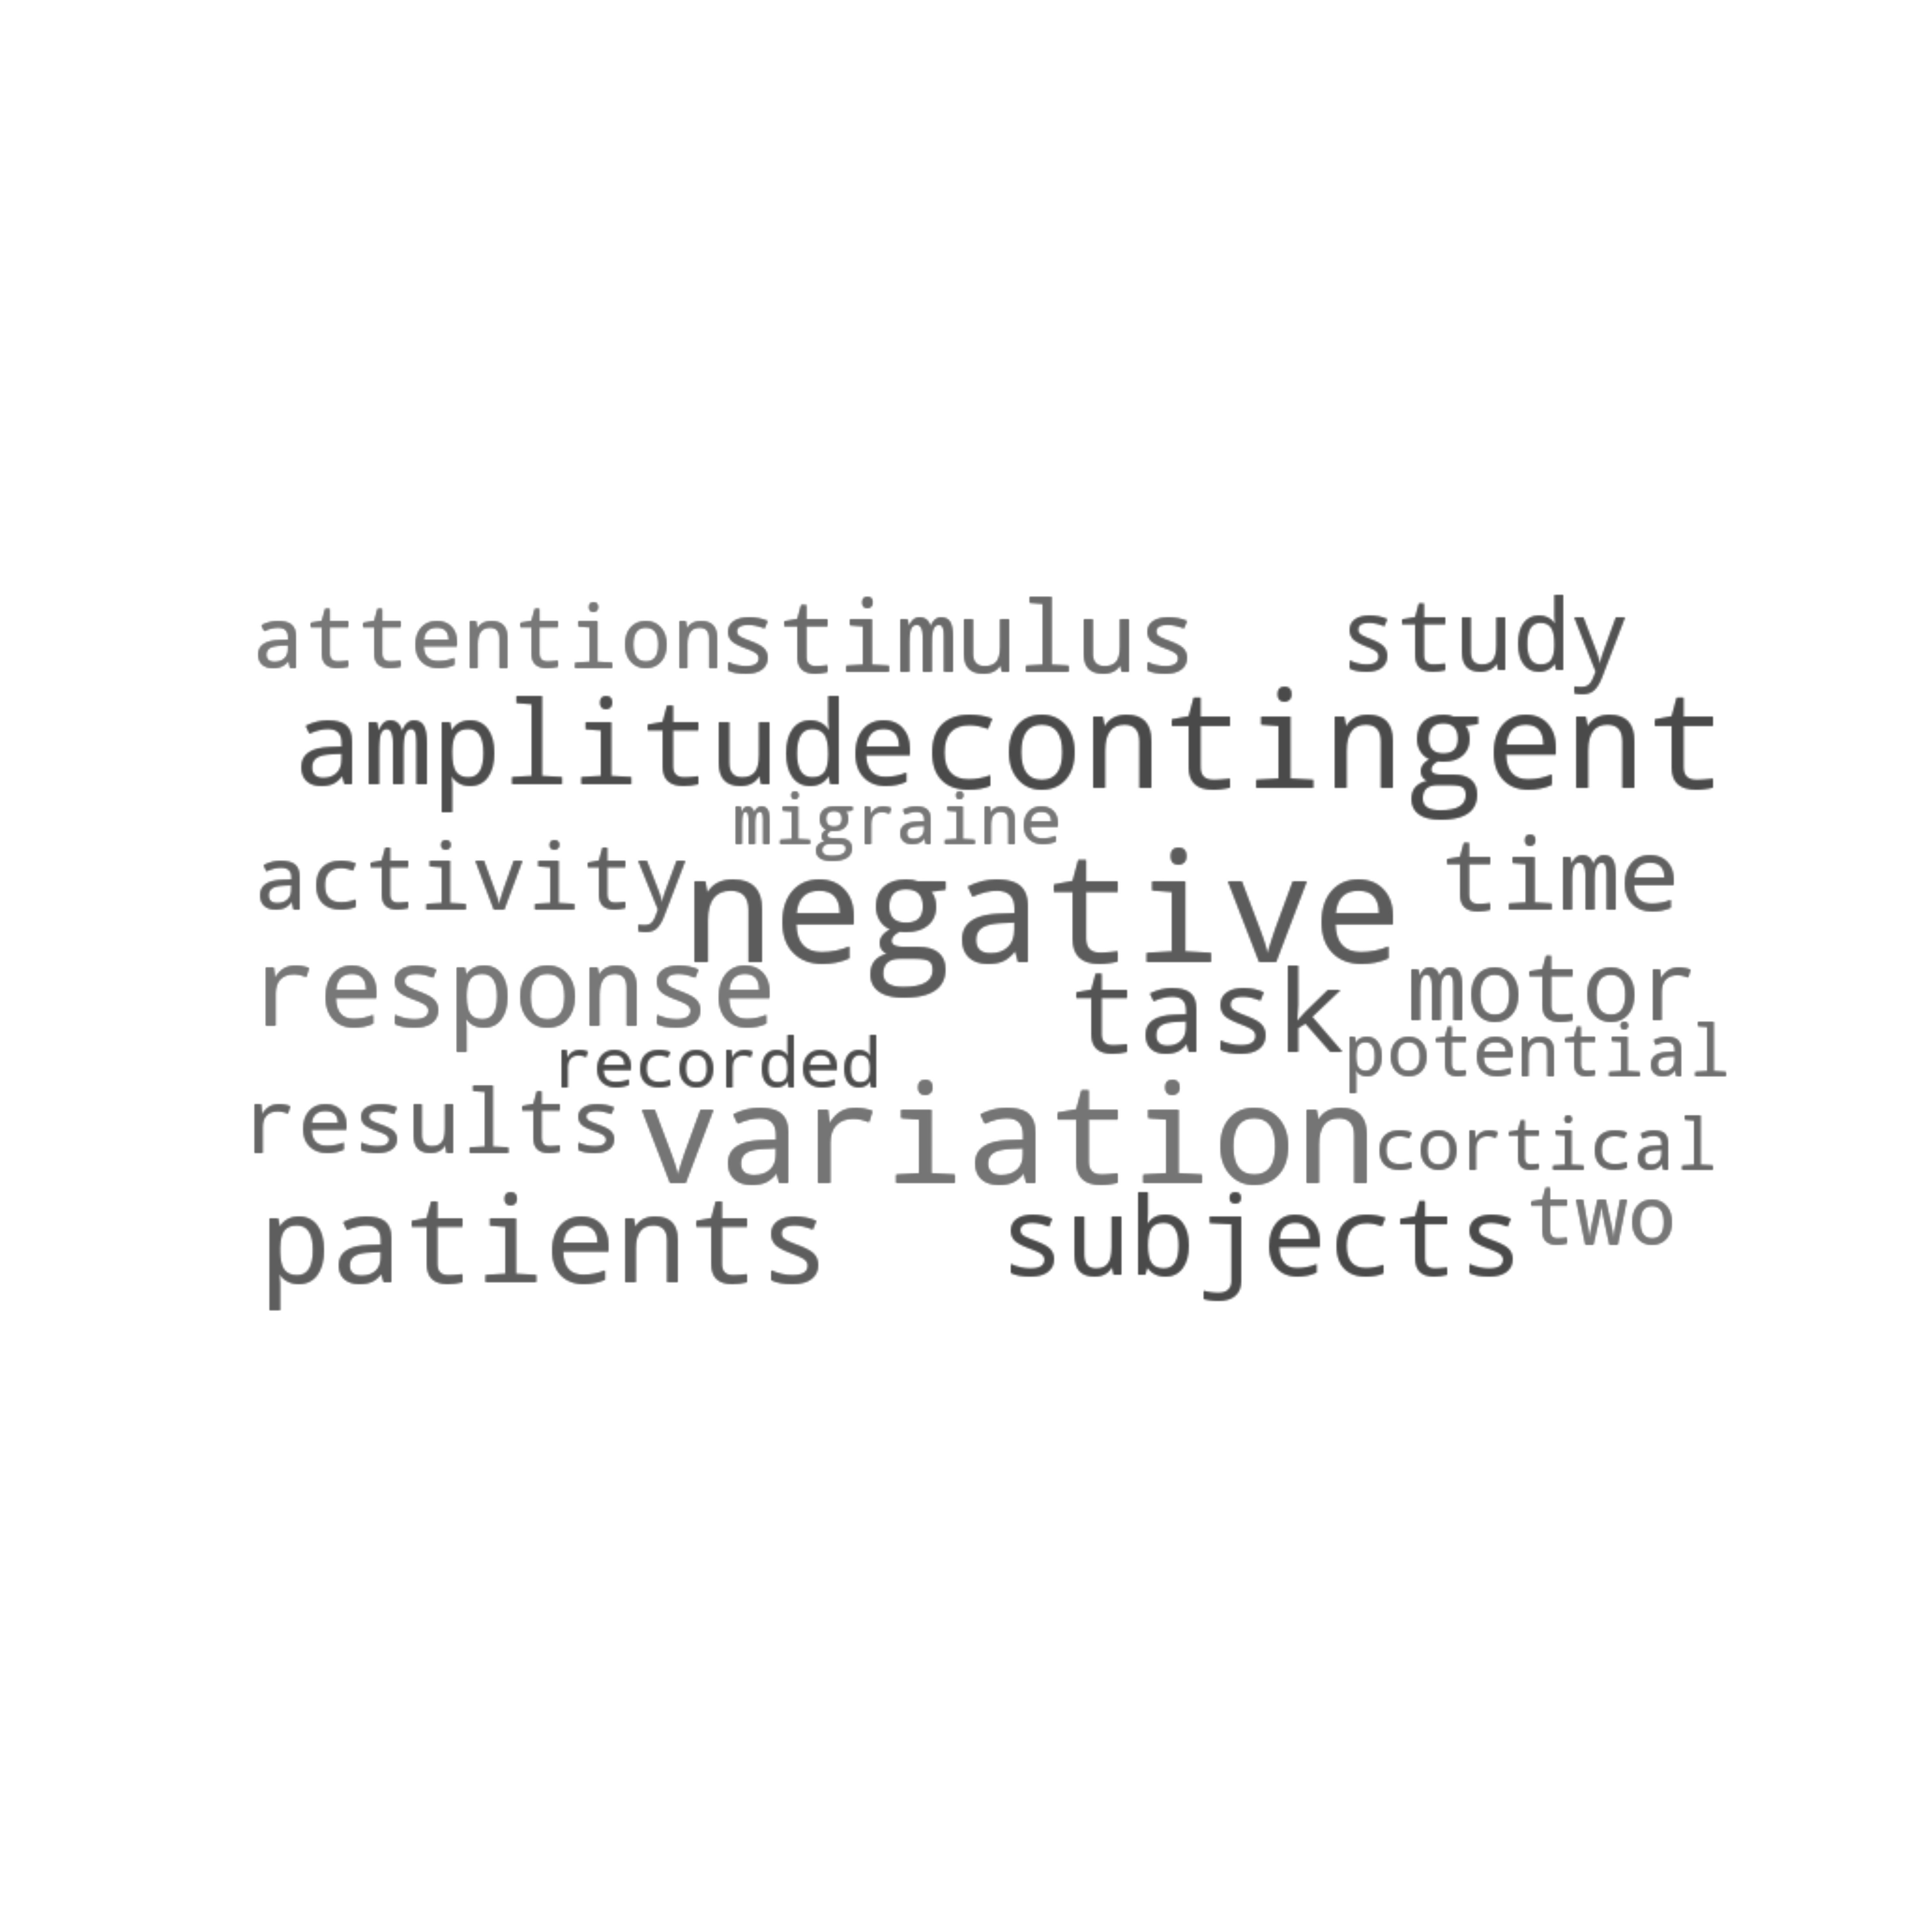 attention stimulus study
amplitude contingent
migraine
activity negative time
response task motor
recorded potential
results variation cortical
patients subjects two